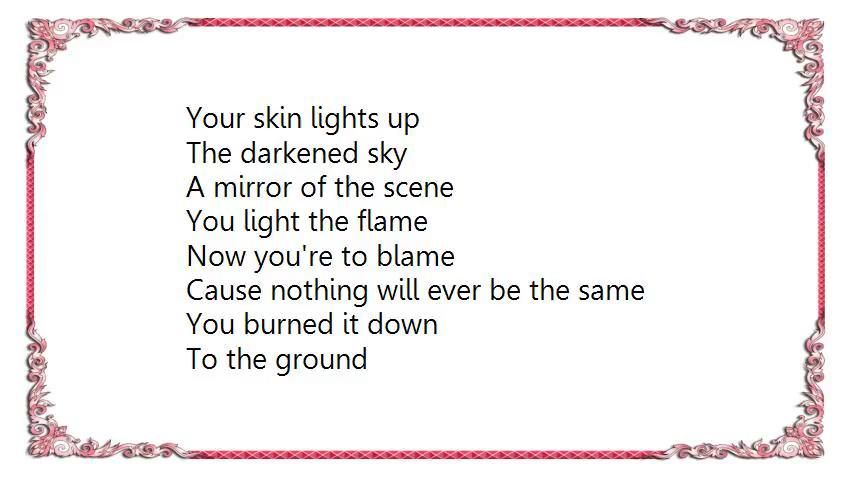 Your skin lights up
The darkened sky
A mirror of the scene
You light the flame
Now you're to blame
Cause nothing will ever be the same
You burned it down
To the ground